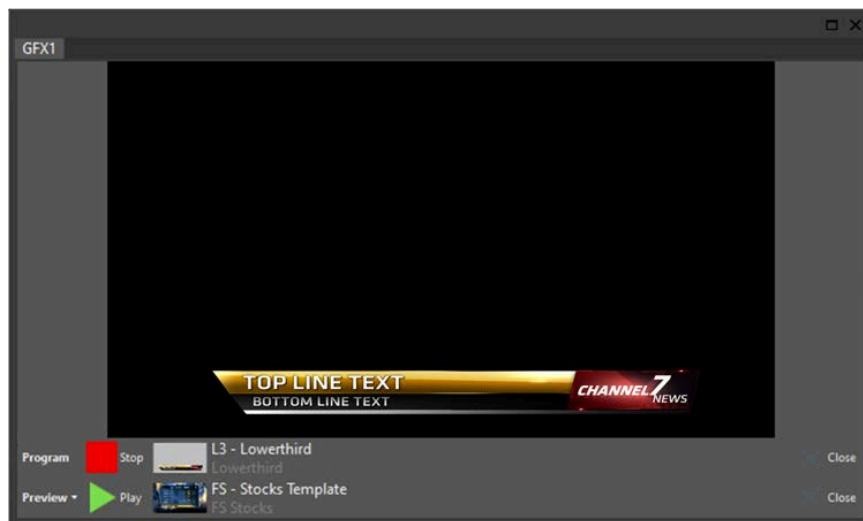 GFX1
TOP LINE TEXT
BOTTOM LINE TEXT
CHANNEL 7
NEWS
Program Stop L3 - Lowerthird Close
Lowerthird
Preview Play FS - Stocks Template Close
FS Stocks